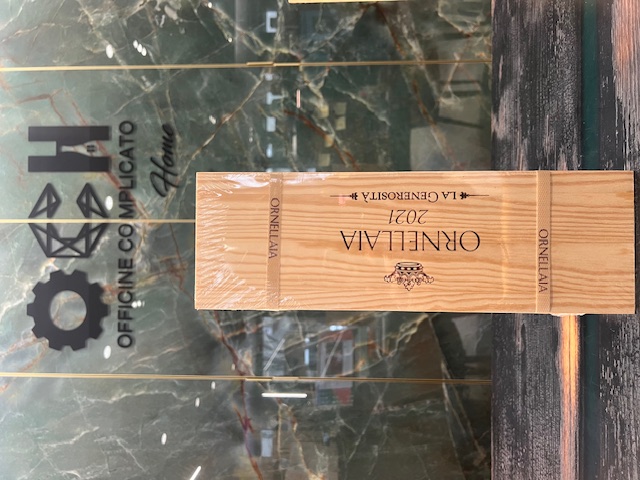 OFFICINE COMPLICATO
Home
ORNELLAIA
ORNELLAIA
2021
LA GENEROSITÀ
ORNELLAIA